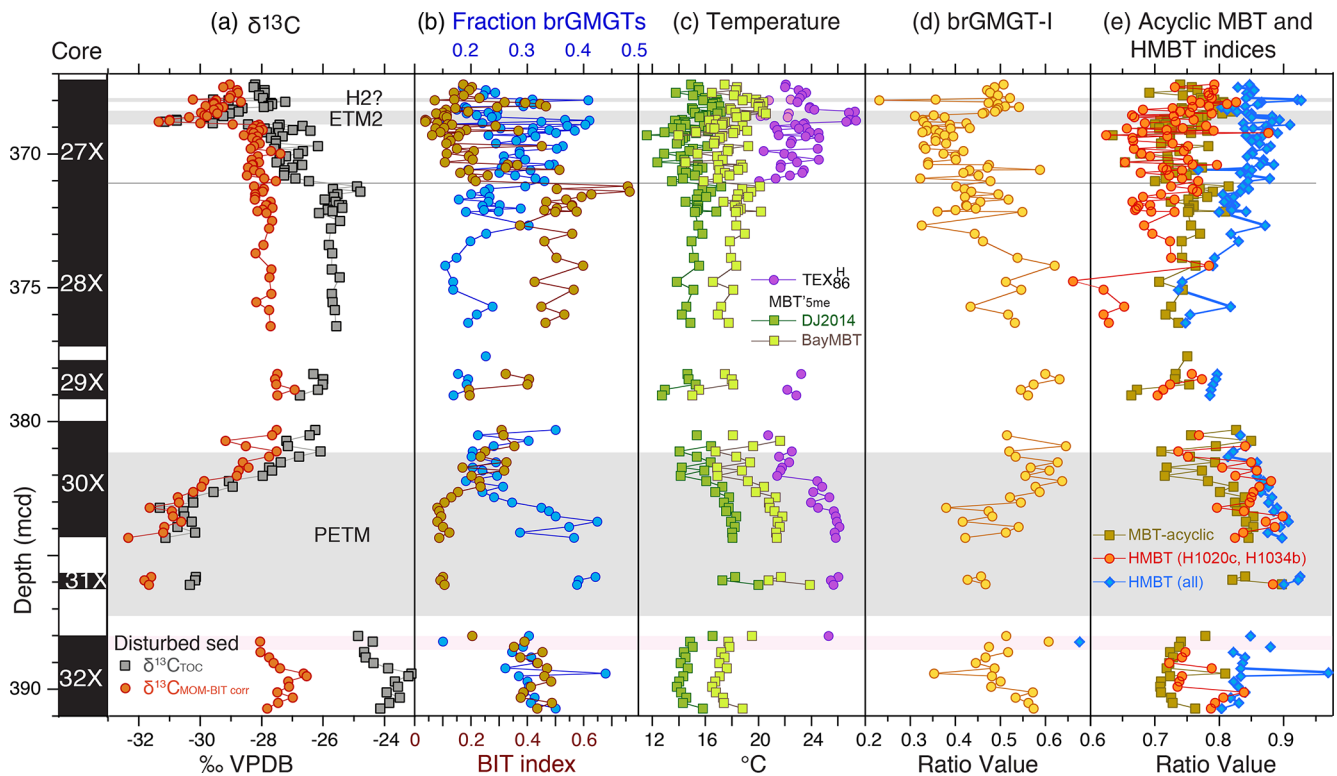 (a) δ13C
(b) Fraction brGMGTs
(c) Temperature
(d) brGMGT-I
(e) Acyclic MBT and
HMBT indices
Core
0.2 0.3 0.4 0.5
H2?
ETM2
27X
370
28X
375
TEX H 86
MBT'5me
DJ2014
BayMBT
29X
380
30X
PETM
MBT-acyclic
HMBT (H1020c, H1034b)
HMBT (all)
31X
Depth (mcd)
Disturbed sed
δ13CTOC
δ13CMOM-BIT corr
32X
390
-32 -30 -28 -26 -24
0 0.2 0.4 0.6
12 16 20 24
0.2 0.3 0.4 0.5 0.6
0.6 0.7 0.8 0.9
‰ VPDB
BIT index
°C
Ratio Value
Ratio Value